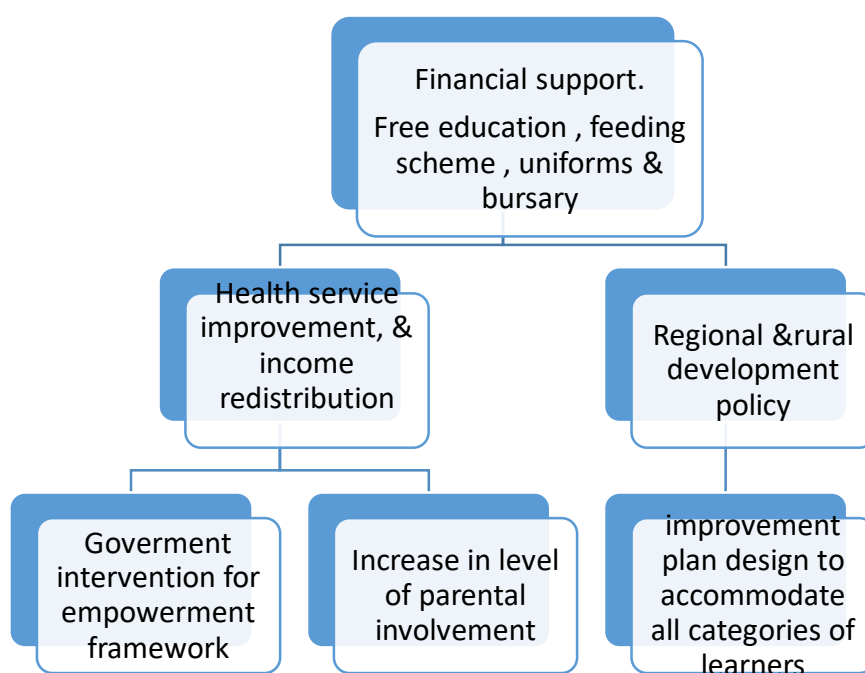 Financial support.
Free education , feeding
scheme , uniforms &
bursary
Health service
improvement, &
income
redistribution
Regional &rural
development
policy
Goverment
intervention for
empowerment
framework
Increase in level
of parental
involvement
improvement
plan design to
accommodate
all categories of
learners